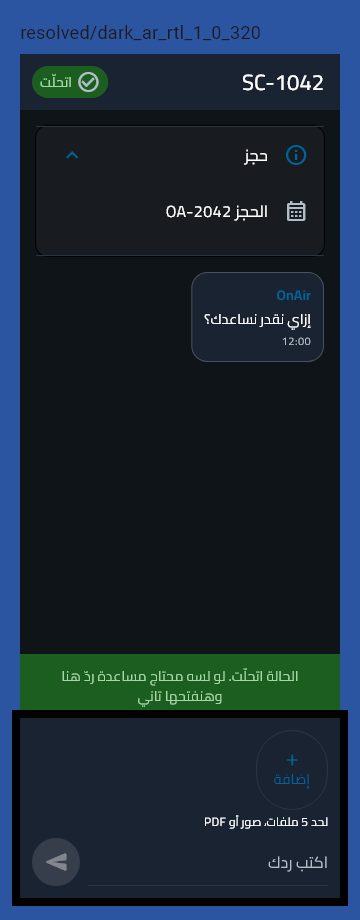 resolved/dark_ar_rtl_1_0_320
SC-1042
اتحلّت
حجز
الحجز OA-2042
OnAir
إزاي نقدر نساعدك؟
12:00
الحالة اتحلّت. لو لسه محتاج مساعدة ردّ هنا
وهنفتحها تاني
+
إضافة
لحد 5 ملفات، صور أو PDF
اكتب ردك